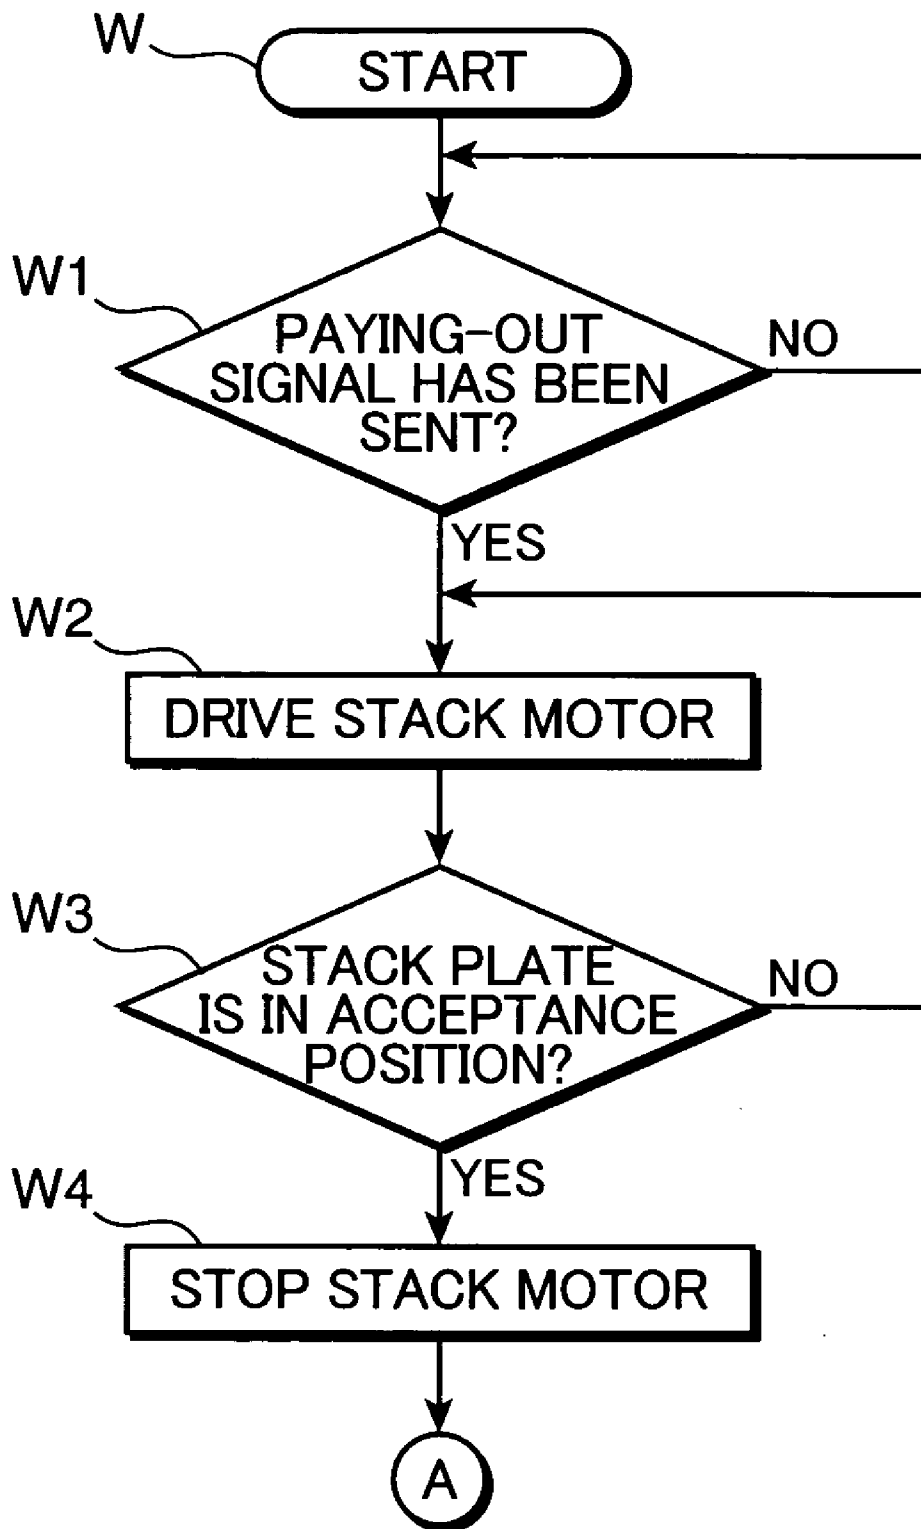 W
START
W1
PAYING-OUT
SIGNAL HAS BEEN
SENT?
NO
YES
W2
DRIVE STACK MOTOR
W3
STACK PLATE
IS IN ACCEPTANCE
POSITION?
NO
YES
W4
STOP STACK MOTOR
A